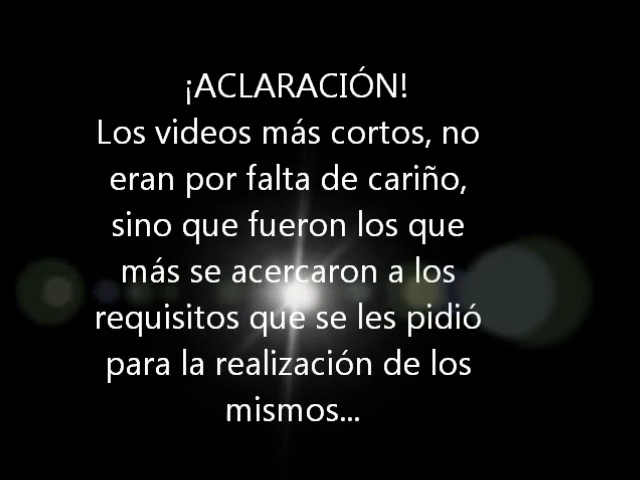 ¡ACLARACIÓN!
Los videos más cortos, no
eran por falta de cariño,
sino que fueron los que
más se acercaron a los
requisitos que se les pidió
para la realización de los
mismos...